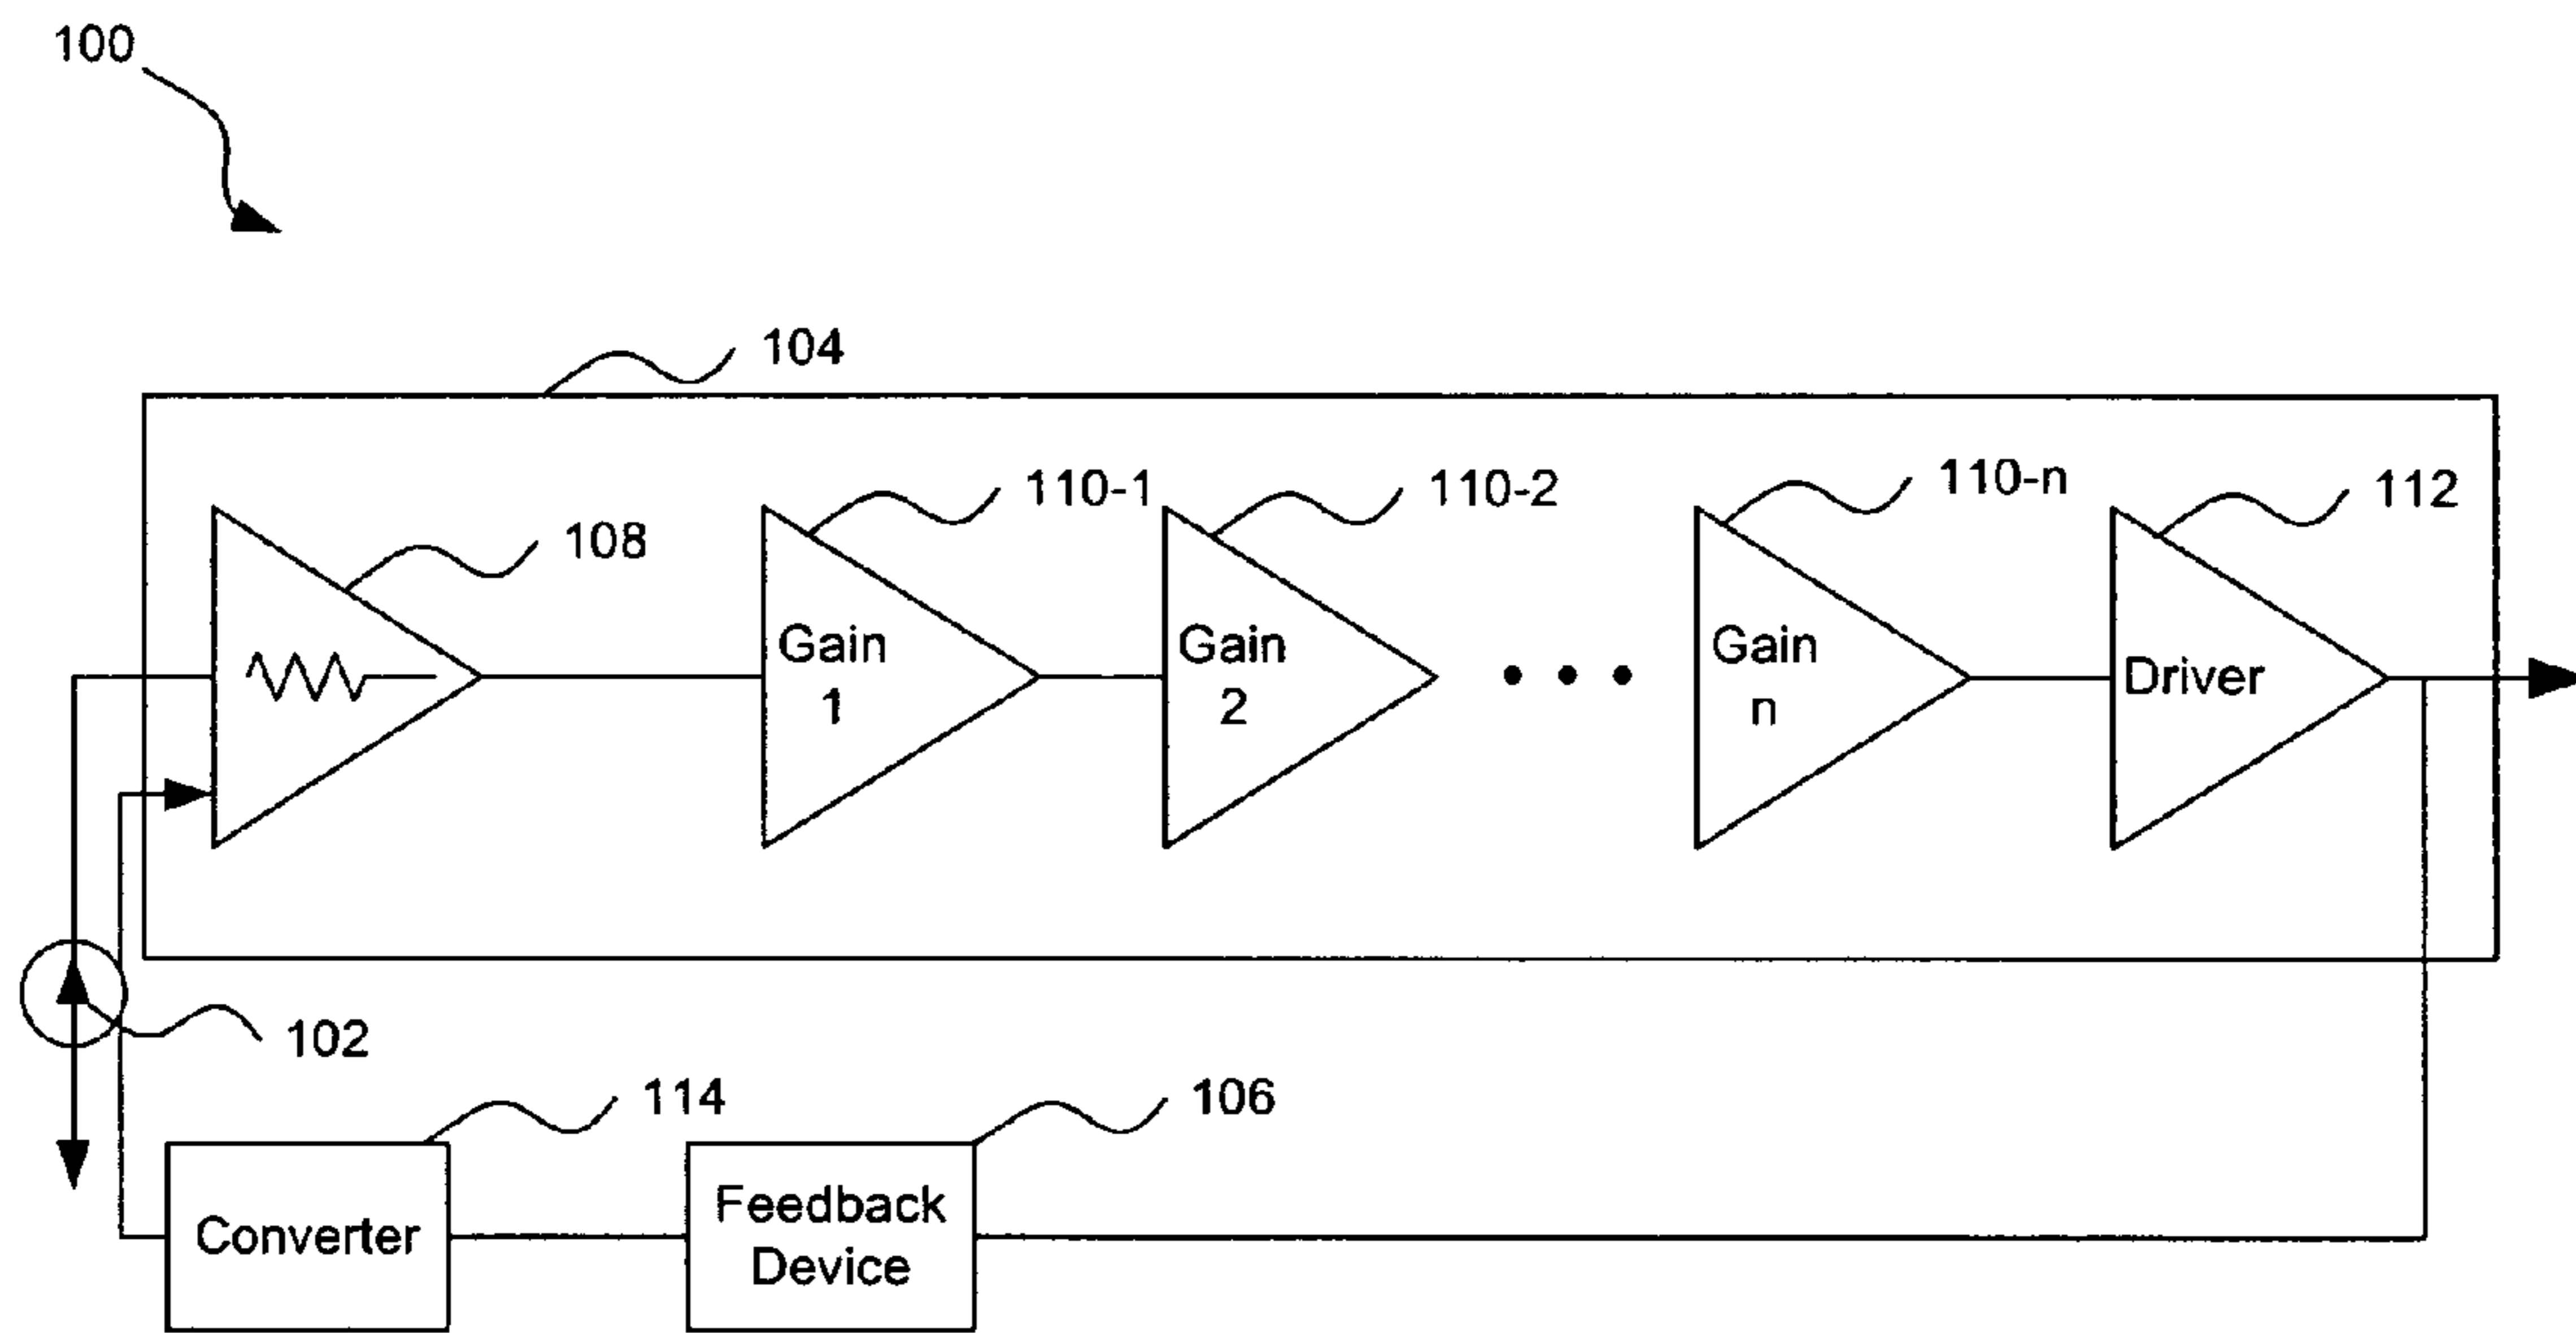 100
104
110-1
110-2
110-n
112
108
Gain
1
Gain
2
Gain
n
Driver
102
114
106
Converter
Feedback
Device